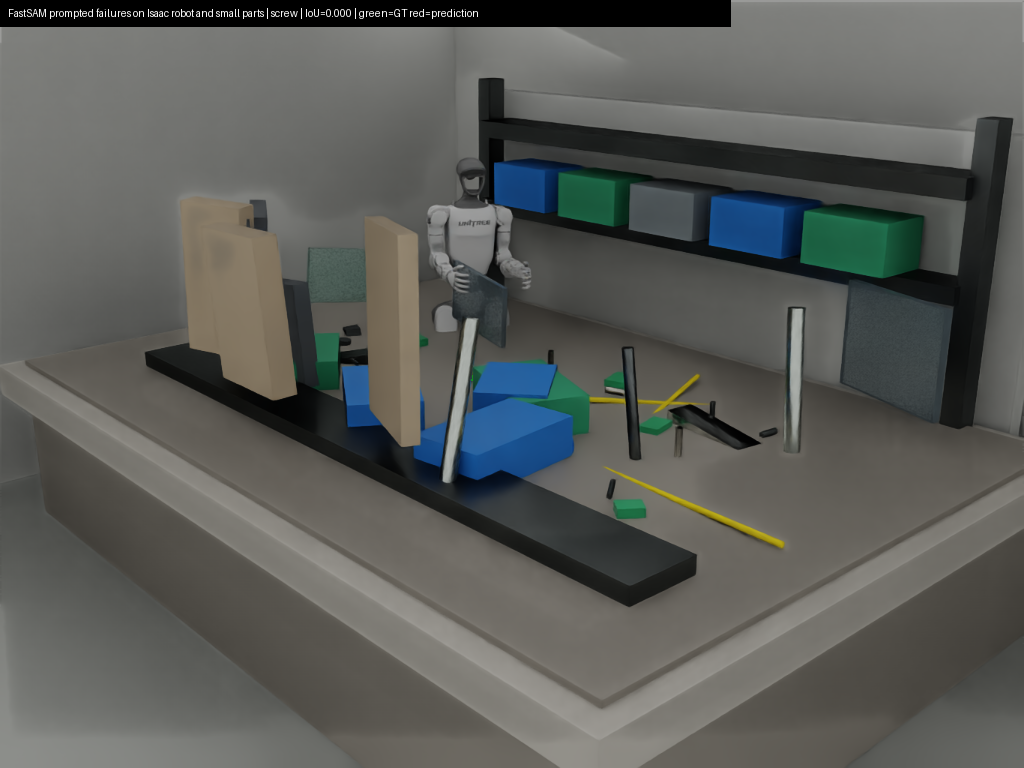 FastSAM prompted failures on Isaac robot and small parts | screw | IoU=0.000 | green=GT red=prediction
UNITREE